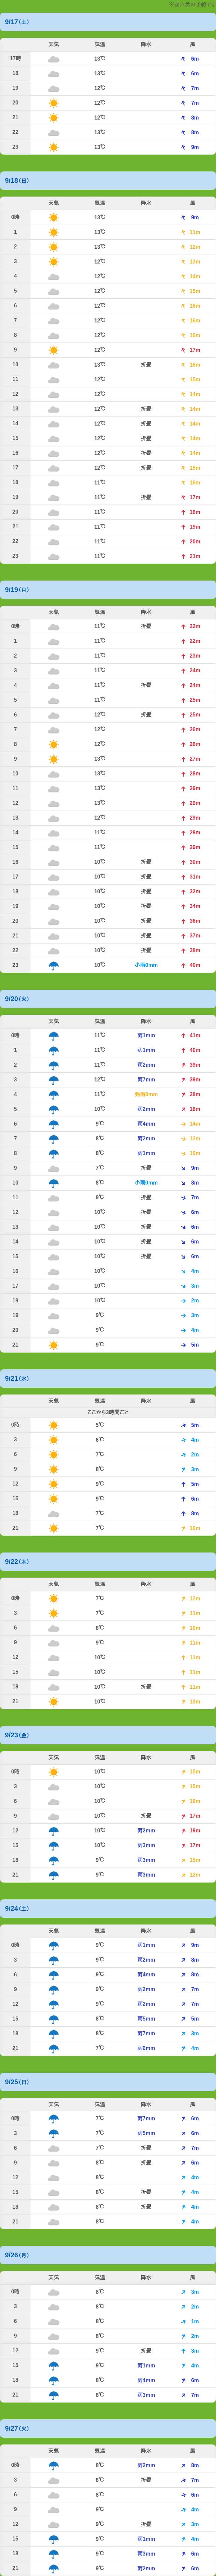 9/17(土)
天気 気温 降水 風
17時 13℃ 6m
18 13℃ 6m
19 12℃ 7m
20 12℃ 7m
21 12℃ 8m
22 13℃ 8m
23 13℃ 9m
9/18(日)
天気 気温 降水 風
0時 13℃ 9m
1 13℃ 11m
2 13℃ 12m
3 12℃ 13m
4 12℃ 14m
5 12℃ 15m
6 12℃ 16m
7 12℃ 16m
8 12℃ 16m
9 12℃ 17m
10 13℃ 折畳 16m
11 12℃ 15m
12 12℃ 14m
13 12℃ 折畳 14m
14 12℃ 折畳 14m
15 12℃ 折畳 14m
16 12℃ 折畳 14m
17 12℃ 折畳 15m
18 11℃ 16m
19 11℃ 折畳 17m
20 11℃ 18m
21 11℃ 19m
22 11℃ 20m
23 11℃ 21m
9/19(月)
天気 気温 降水 風
0時 11℃ 折畳 22m
1 11℃ 22m
2 11℃ 23m
3 11℃ 24m
4 11℃ 折畳 24m
5 11℃ 25m
6 12℃ 折畳 25m
7 12℃ 26m
8 12℃ 26m
9 13℃ 27m
10 13℃ 28m
11 13℃ 29m
12 13℃ 29m
13 12℃ 29m
14 11℃ 29m
15 11℃ 29m
16 10℃ 折畳 30m
17 10℃ 折畳 31m
18 10℃ 折畳 32m
19 10℃ 折畳 34m
20 10℃ 折畳 36m
21 10℃ 折畳 37m
22 10℃ 折畳 38m
23 10℃ 小雨0mm 40m
9/20(火)
天気 気温 降水 風
0時 11℃ 雨1mm 41m
1 11℃ 雨1mm 40m
2 11℃ 雨2mm 39m
3 12℃ 雨7mm 39m
4 11℃ 28m
5 10℃ 雨2mm 18m
6 9℃ 雨4mm 14m
7 8℃ 雨2mm 12m
8 8℃ 雨1mm 10m
9 7℃ 折畳 9m
10 8℃ 小雨0mm 8m
11 9℃ 折畳 7m
12 10℃ 折畳 6m
13 10℃ 折畳 6m
14 10℃ 折畳 6m
15 10℃ 折畳 6m
16 10℃ 4m
17 10℃ 3m
18 10℃ 2m
19 9℃ 3m
20 9℃ 4m
21 9℃ 5m
9/21(水)
天気 気温 降水 風
ここから3時間ごと
0時 5℃ 5m
3 6℃ 4m
6 7℃ 2m
9 8℃ 3m
12 9℃ 5m
15 9℃ 6m
18 7℃ 8m
21 7℃ 10m
9/22(木)
天気 気温 降水 風
0時 7℃ 12m
3 7℃ 11m
6 8℃ 10m
9 9℃ 11m
12 10℃ 11m
15 10℃ 11m
18 10℃ 折畳 11m
21 10℃ 13m
9/23(金)
天気 気温 降水 風
0時 10℃ 15m
3 10℃ 15m
6 10℃ 16m
9 10℃ 折畳 17m
12 10℃ 雨2mm 19m
15 10℃ 雨3mm 17m
18 9℃ 雨3mm 15m
21 9℃ 雨3mm 12m
9/24(土)
天気 気温 降水 風
0時 9℃ 雨1mm 9m
3 9℃ 雨2mm 8m
6 9℃ 雨4mm 8m
9 9℃ 雨2mm 7m
12 9℃ 雨2mm 7m
15 8℃ 雨5mm 5m
18 8℃ 雨7mm 3m
21 7℃ 雨6mm 4m
9/25(日)
天気 気温 降水 風
0時 7℃ 雨7mm 6m
3 7℃ 雨5mm 6m
6 7℃ 折畳 7m
9 8℃ 折畳 6m
12 8℃ 4m
15 8℃ 折畳 4m
18 8℃ 折畳 4m
21 8℃ 4m
9/26(月)
天気 気温 降水 風
0時 8℃ 3m
3 8℃ 2m
6 8℃ 1m
9 8℃ 2m
12 9℃ 折畳 3m
15 9℃ 雨1mm 4m
18 8℃ 雨4mm 6m
21 8℃ 雨3mm 7m
9/27(火)
天気 気温 降水 風
0時 8℃ 雨2mm 8m
3 8℃ 折畳 7m
6 8℃ 6m
9 9℃ 4m
12 9℃ 折畳 3m
15 9℃ 雨1mm 4m
18 9℃ 雨3mm 6m
21 8℃ 雨2mm 6m